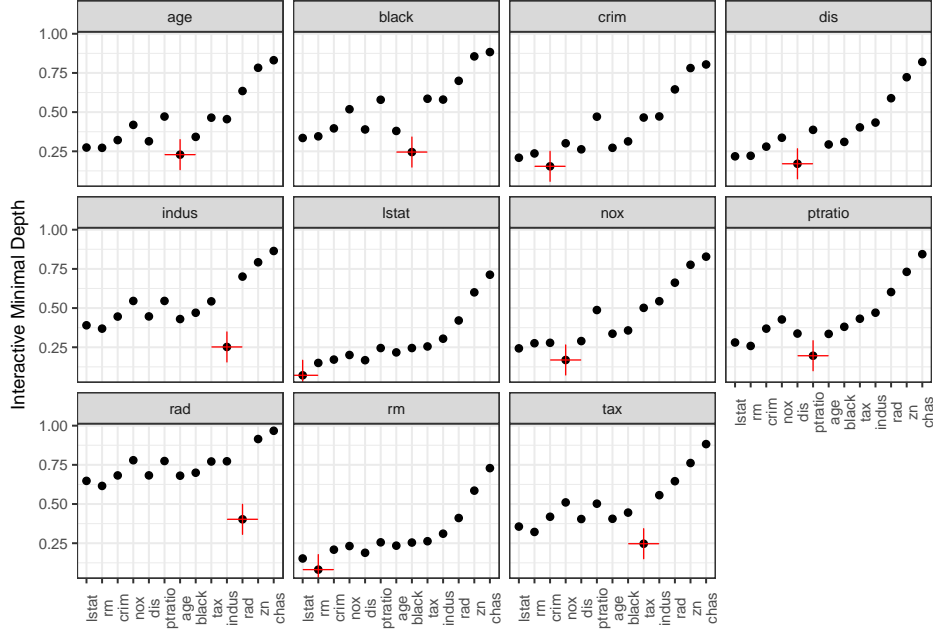 age black crim dis
1.00
0.75
0.50
0.25
indus lstat nox ptratio
1.00
0.75
0.50
0.25
Interactive Minimal Depth
lstat rm crim nox dis ptratio age black tax indus rad zn chas
rad rm tax
1.00
0.75
0.50
0.25
lstat rm crim nox dis ptratio age black tax indus rad zn chas lstat rm crim nox dis ptratio age black tax indus rad zn chas lstat rm crim nox dis ptratio age black tax indus rad zn chas